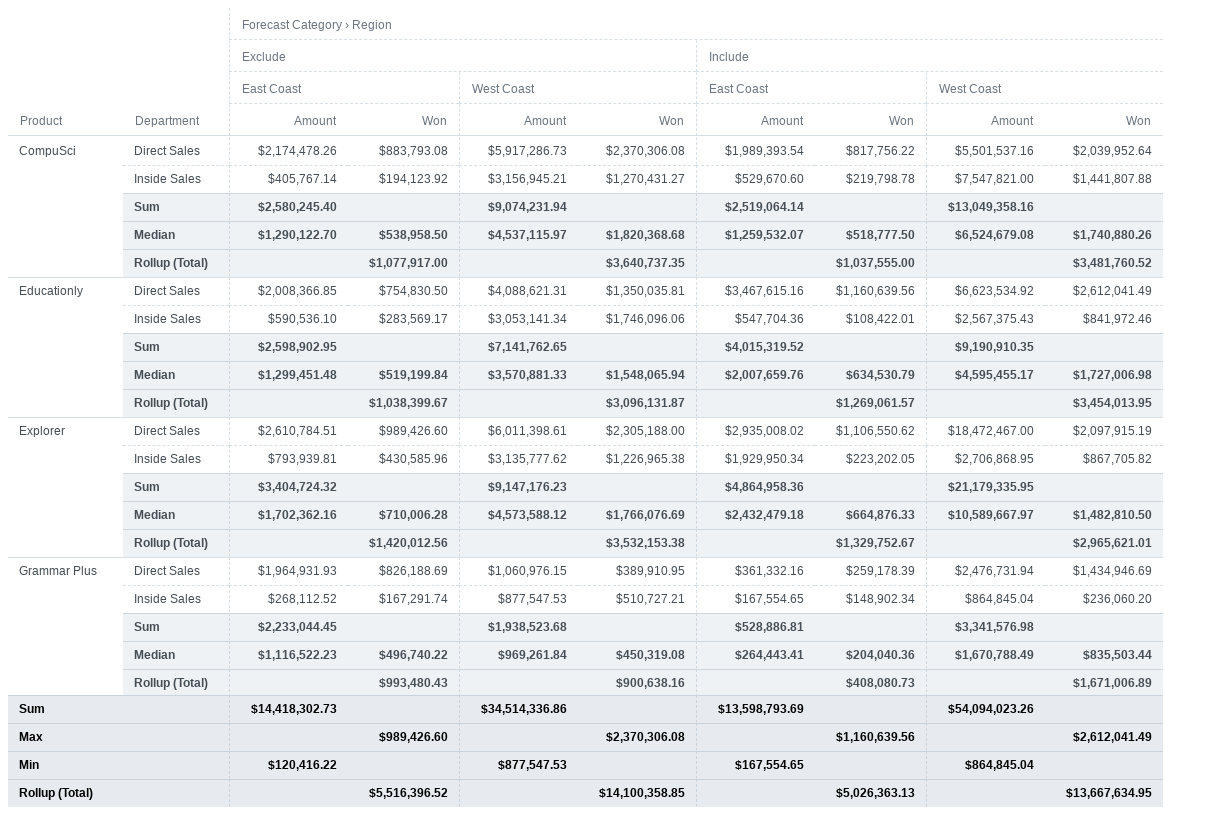 Forecast Category › Region
Exclude Include
East Coast West Coast East Coast West Coast
Product Department Amount Won Amount Won Amount Won Amount Won
CompuSci Direct Sales $2,174,478.26 $883,793.08 $5,917,286.73 $2,370,306.08 $1,989,393.54 $817,756.22 $5,501,537.16 $2,039,952.64
Inside Sales $405,767.14 $194,123.92 $3,156,945.21 $1,270,431.27 $529,670.60 $219,798.78 $7,547,821.00 $1,441,807.88
Sum $2,580,245.40 $9,074,231.94 $2,519,064.14 $13,049,358.16
Median $1,290,122.70 $538,958.50 $4,537,115.97 $1,820,368.68 $1,259,532.07 $518,777.50 $6,524,679.08 $1,740,880.26
Rollup (Total) $1,077,917.00 $3,640,737.35 $1,037,555.00 $3,481,760.52
Educationly Direct Sales $2,008,366.85 $754,830.50 $4,088,621.31 $1,350,035.81 $3,467,615.16 $1,160,639.56 $6,623,534.92 $2,612,041.49
Inside Sales $590,536.10 $283,569.17 $3,053,141.34 $1,746,096.06 $547,704.36 $108,422.01 $2,567,375.43 $841,972.46
Sum $2,598,902.95 $7,141,762.65 $4,015,319.52 $9,190,910.35
Median $1,299,451.48 $519,199.84 $3,570,881.33 $1,548,065.94 $2,007,659.76 $634,530.79 $4,595,455.17 $1,727,006.98
Rollup (Total) $1,038,399.67 $3,096,131.87 $1,269,061.57 $3,454,013.95
Explorer Direct Sales $2,610,784.51 $989,426.60 $6,011,398.61 $2,305,188.00 $2,935,008.02 $1,106,550.62 $18,472,467.00 $2,097,915.19
Inside Sales $793,939.81 $430,585.96 $3,135,777.62 $1,226,965.38 $1,929,950.34 $223,202.05 $2,706,868.95 $867,705.82
Sum $3,404,724.32 $9,147,176.23 $4,864,958.36 $21,179,335.95
Median $1,702,362.16 $710,006.28 $4,573,588.12 $1,766,076.69 $2,432,479.18 $664,876.33 $10,589,667.97 $1,482,810.50
Rollup (Total) $1,420,012.56 $3,532,153.38 $1,329,752.67 $2,965,621.01
Grammar Plus Direct Sales $1,964,931.93 $826,188.69 $1,060,976.15 $389,910.95 $361,332.16 $259,178.39 $2,476,731.94 $1,434,946.69
Inside Sales $268,112.52 $167,291.74 $877,547.53 $510,727.21 $167,554.65 $148,902.34 $864,845.04 $236,060.20
Sum $2,233,044.45 $1,938,523.68 $528,886.81 $3,341,576.98
Median $1,116,522.23 $496,740.22 $969,261.84 $450,319.08 $264,443.41 $204,040.36 $1,670,788.49 $835,503.44
Rollup (Total) $993,480.43 $900,638.16 $408,080.73 $1,671,006.89
Sum $14,418,302.73 $34,514,336.86 $13,598,793.69 $54,094,023.26
Max $989,426.60 $2,370,306.08 $1,160,639.56 $2,612,041.49
Min $120,416.22 $877,547.53 $167,554.65 $864,845.04
Rollup (Total) $5,516,396.52 $14,100,358.85 $5,026,363.13 $13,667,634.95